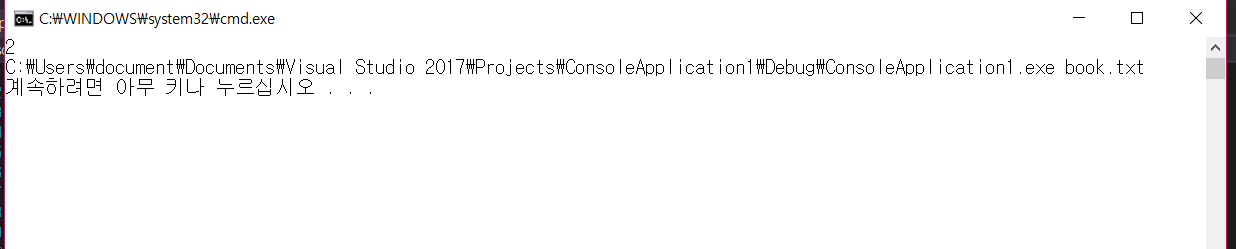 C:₩WINDOWS₩system32₩cmd.exe
2
C:₩Users₩document₩Documents₩Visual Studio 2017₩Projects₩ConsoleApplication1₩Debug₩ConsoleApplication1.exe book.txt
계속하려면 아무 키나 누르십시오 . . .